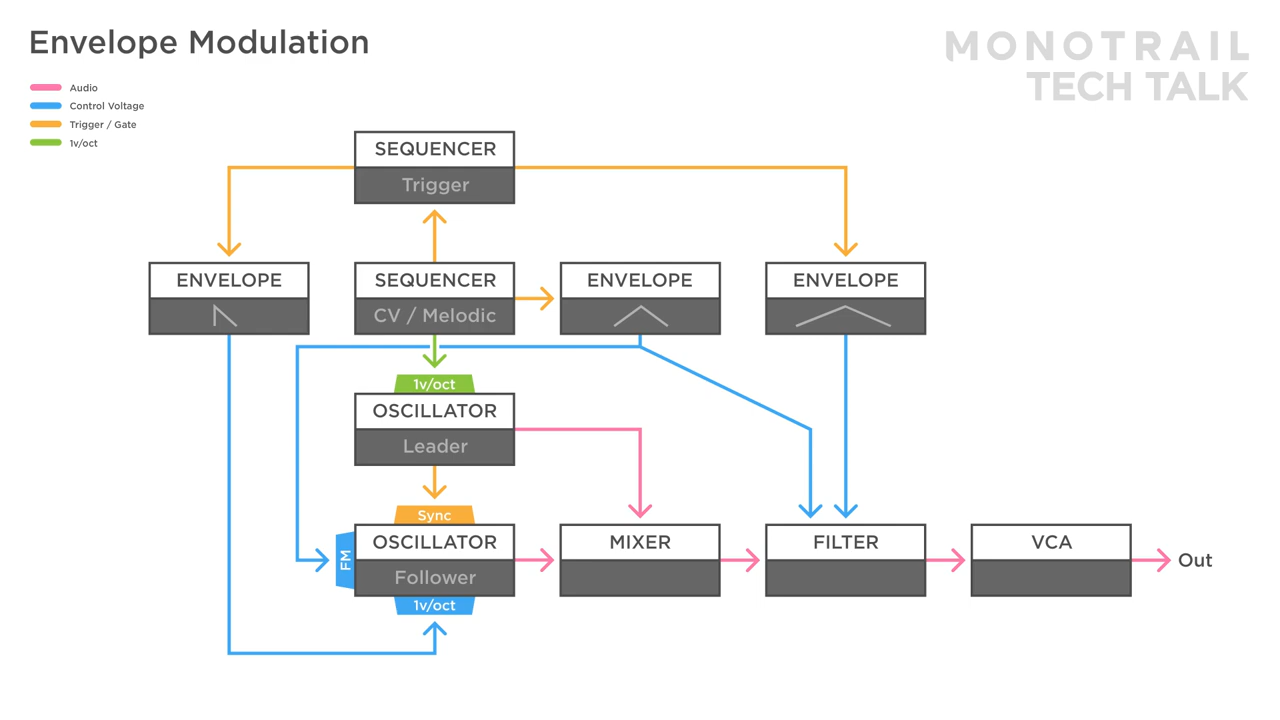 Envelope Modulation
MONOTRAIL
TECH TALK
Audio
Control Voltage
Trigger / Gate
1v/oct
SEQUENCER
Trigger
ENVELOPE
SEQUENCER
CV / Melodic
ENVELOPE
ENVELOPE
1v/oct
OSCILLATOR
Leader
Sync
FM
OSCILLATOR
Follower
1v/oct
MIXER
FILTER
VCA
Out